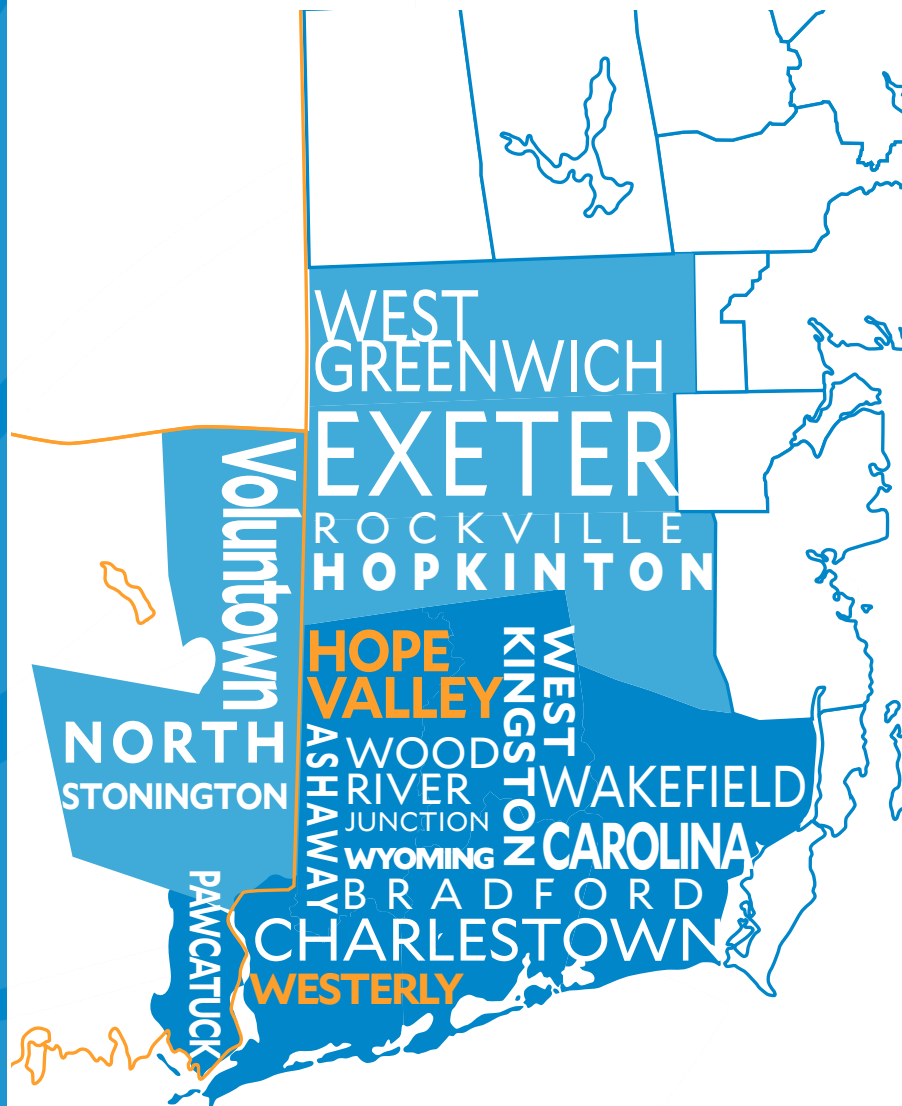 WEST
GREENWICH
EXETER
ROCKVILLE
HOPKINTON
Voluntown
NORTH
STONINGTON
PAWCATUCK
HOPE
VALLEY
ASHAWAY
WOOD
RIVER
JUNCTION
WYOMING
WEST
KINGSTON
WAKEFIELD
CAROLINA
BRADFORD
CHARLESTOWN
WESTERLY